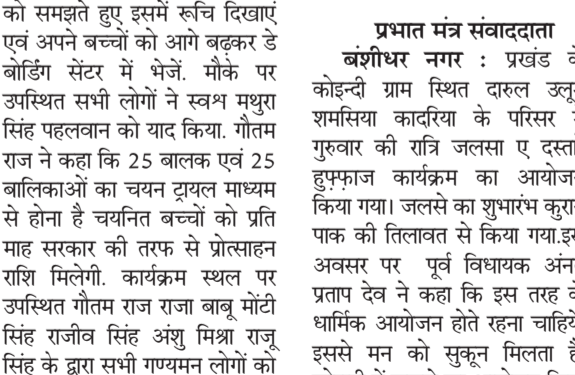 को समझते हुए इसमें रूचि दिखाएं
एवं अपने बच्चों को आगे बढ़कर डे
बोर्डिंग सेंटर में भेजें. मौके पर
उपस्थित सभी लोगों ने स्वश्र मथुरा
सिंह पहलवान को याद किया. गौतम
राज ने कहा कि 25 बालक एवं 25
बालिकाओं का चयन ट्रायल माध्यम
से होना है चयनित बच्चों को प्रति
माह सरकार की तरफ से प्रोत्साहन
राशि मिलेगी. कार्यक्रम स्थल पर
उपस्थित गौतम राज राजा बाबू मोंटी
सिंह राजीव सिंह अंशु मिश्रा राजू
सिंह के द्वारा सभी गण्यमन लोगों को
प्रभात मंत्र संवाददाता
बंशीधर नगर : प्रखंड
कोइन्दी ग्राम स्थित दारुल
शमसिया कादरिया के परिसर
गुरुवार की रात्रि जलसा ए
हुफ़्फ़ाज कार्यक्रम का
किया गया। जलसे का शुभारंभ
पाक की तिलावत से किया गया.
अवसर पर पूर्व विधायक
प्रताप देव ने कहा कि इस तरह
धार्मिक आयोजन होते रहना
इससे मन को सुकून मिलता